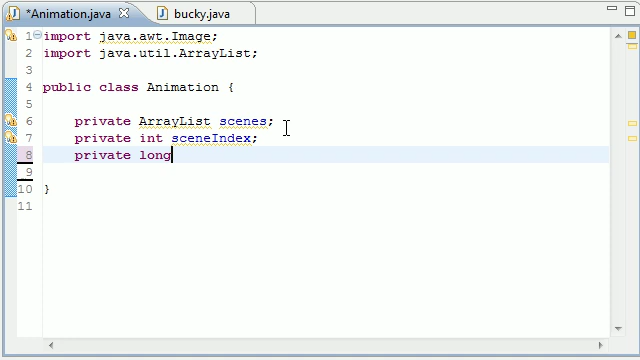 *Animation.java
bucky.java
1 import java.awt.Image;
2 import java.util.ArrayList;
3
4 public class Animation {
5
6 private ArrayList scenes;
7 private int sceneIndex;
8 private long
9
10 }
11